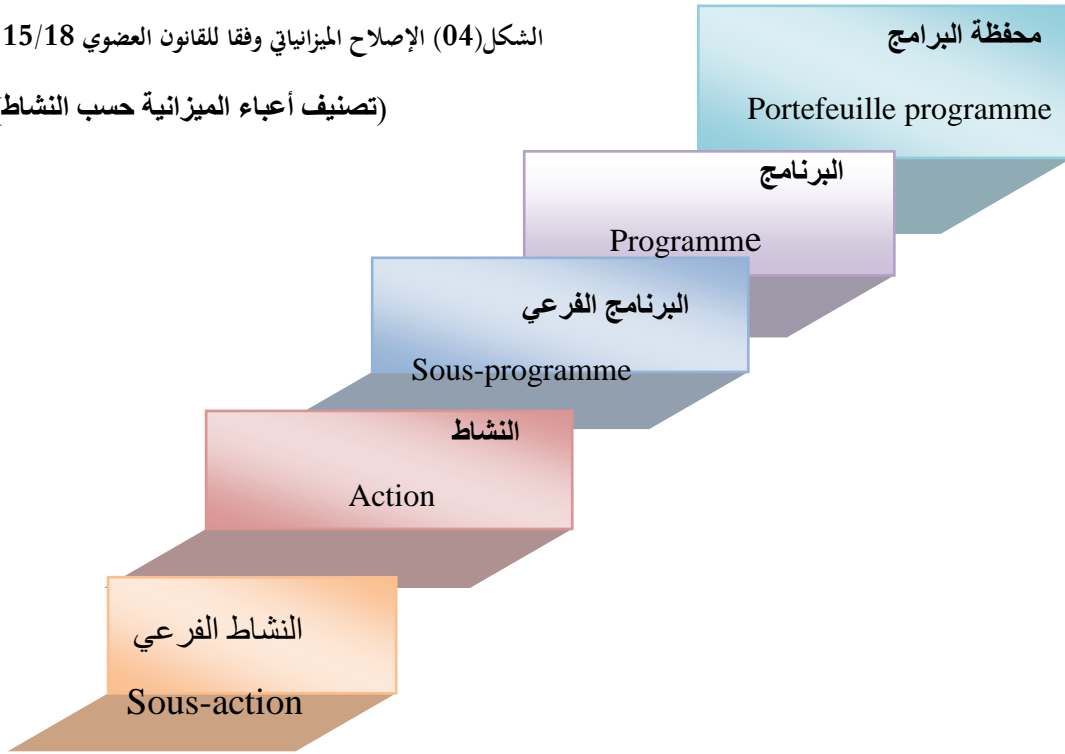 الشكل(04) الإصلاح الميزانياتي وفقا للقانون العضوي 15/18
(تصنيف أعباء الميزانية حسب النشاط)
محفظة البرامج
Portefeuille programme
البرنامج
Programme
البرنامج الفرعي
Sous-programme
النشاط
Action
النشاط الفرعي
Sous-action